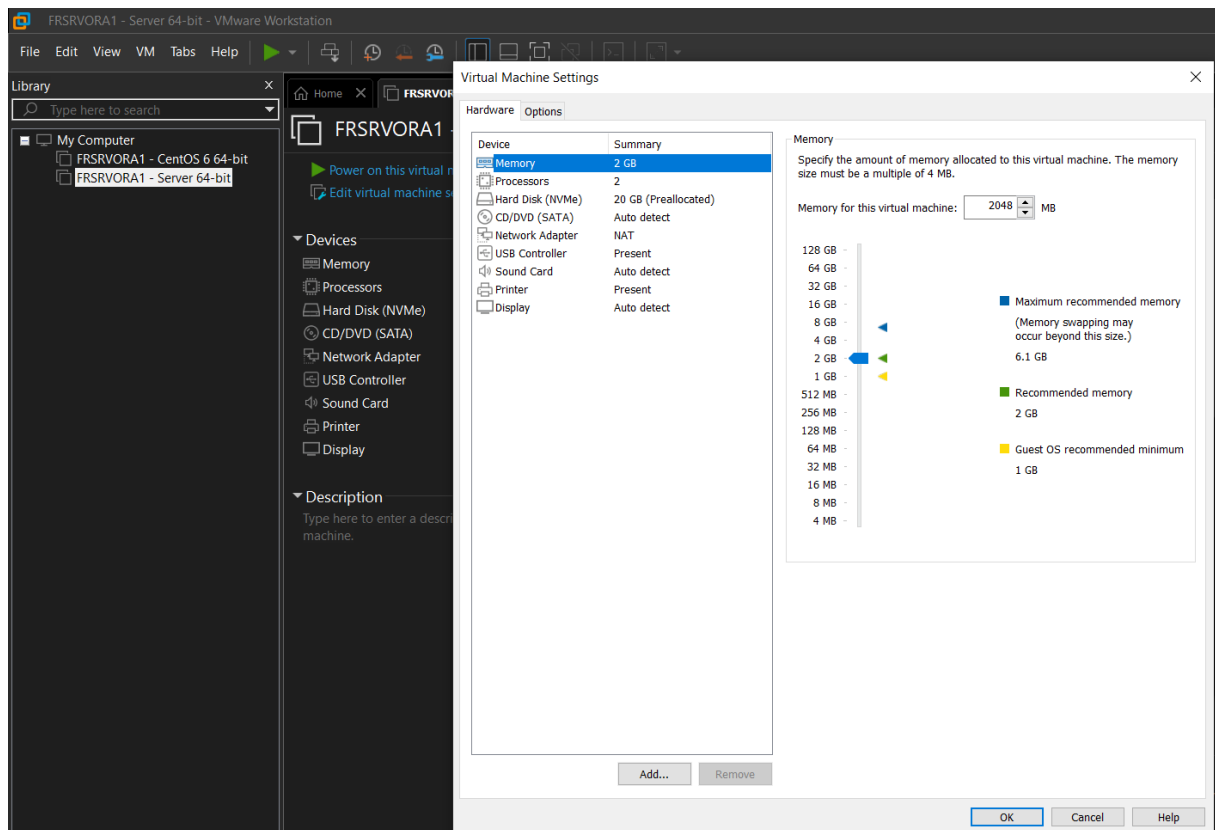 FRSRVORA1 - Server 64-bit - VMware Workstation
File Edit View VM Tabs Help
Library X
Type here to search
My Computer
FRSRVORA1 - CentOS 6 64-bit
FRSRVORA1 - Server 64-bit
Home X FRSRVOR
FRSRVORA1 -
Power on this virtual
Edit virtual machine s
Devices
Memory
Processors
Hard Disk (NVMe)
CD/DVD (SATA)
Network Adapter
USB Controller
Sound Card
Printer
Display
Description
Type here to enter a descri
machine.
Virtual Machine Settings
Hardware Options
Device Summary
Memory 2 GB
Processors 2
Hard Disk (NVMe) 20 GB (Preallocated)
CD/DVD (SATA) Auto detect
Network Adapter NAT
USB Controller Present
Sound Card Auto detect
Printer Present
Display Auto detect
Add... Remove
Memory
Specify the amount of memory allocated to this virtual machine. The memory
size must be a multiple of 4 MB.
Memory for this virtual machine: 2048 MB
128 GB
64 GB
32 GB
16 GB
8 GB
4 GB
2 GB
1 GB
512 MB
256 MB
128 MB
64 MB
32 MB
16 MB
8 MB
4 MB
Maximum recommended memory
(Memory swapping may
occur beyond this size.)
6.1 GB
Recommended memory
2 GB
Guest OS recommended minimum
1 GB
OK Cancel Help